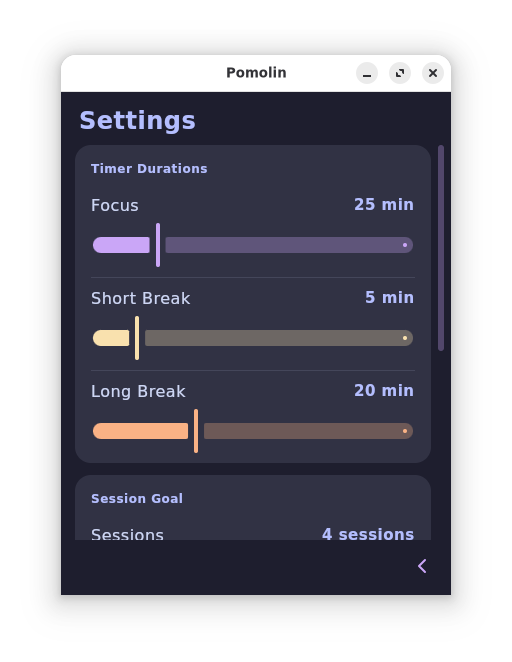 Pomolin
Settings
Timer Durations
Focus 25 min
Short Break 5 min
Long Break 20 min
Session Goal
Sessions 4 sessions